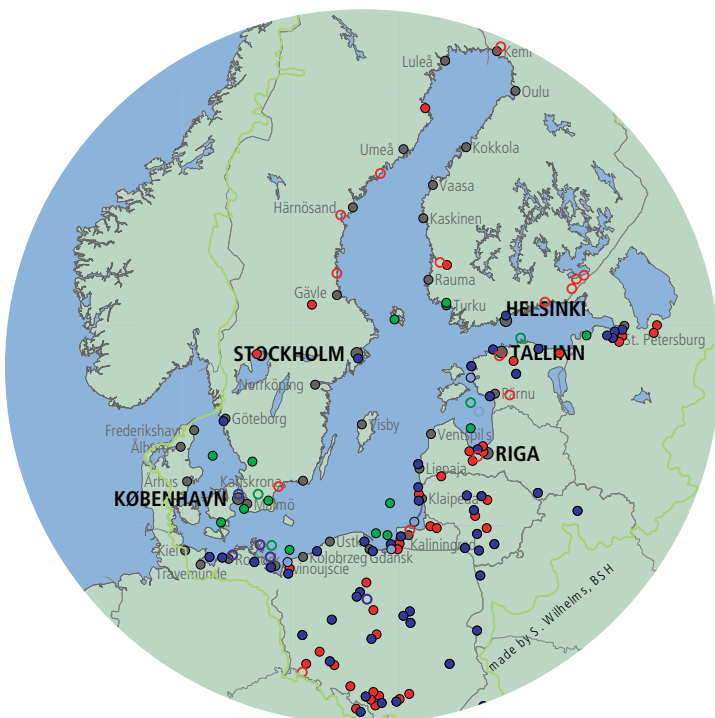 Kemi
Luleå
Oulu
Umeå
Kokkola
Vaasa
Härnösand
Kaskinen
Rauma
Gävle
Turku
HELSINKI
St. Petersburg
STOCKHOLM
TALLINN
Norrköping
Pärnu
Göteborg
Visby
Frederikshavn
Ventspils
Ålborg
RIGA
Liepaja
Århus
Karlskrona
KØBENHAVN
Klaipeda
Malmö
Ustka
Kaliningrad
Kiel
Rostock
Kolobrzeg
Gdansk
Travemünde
Swinoujscie
made by S. Wilhelms, BSH